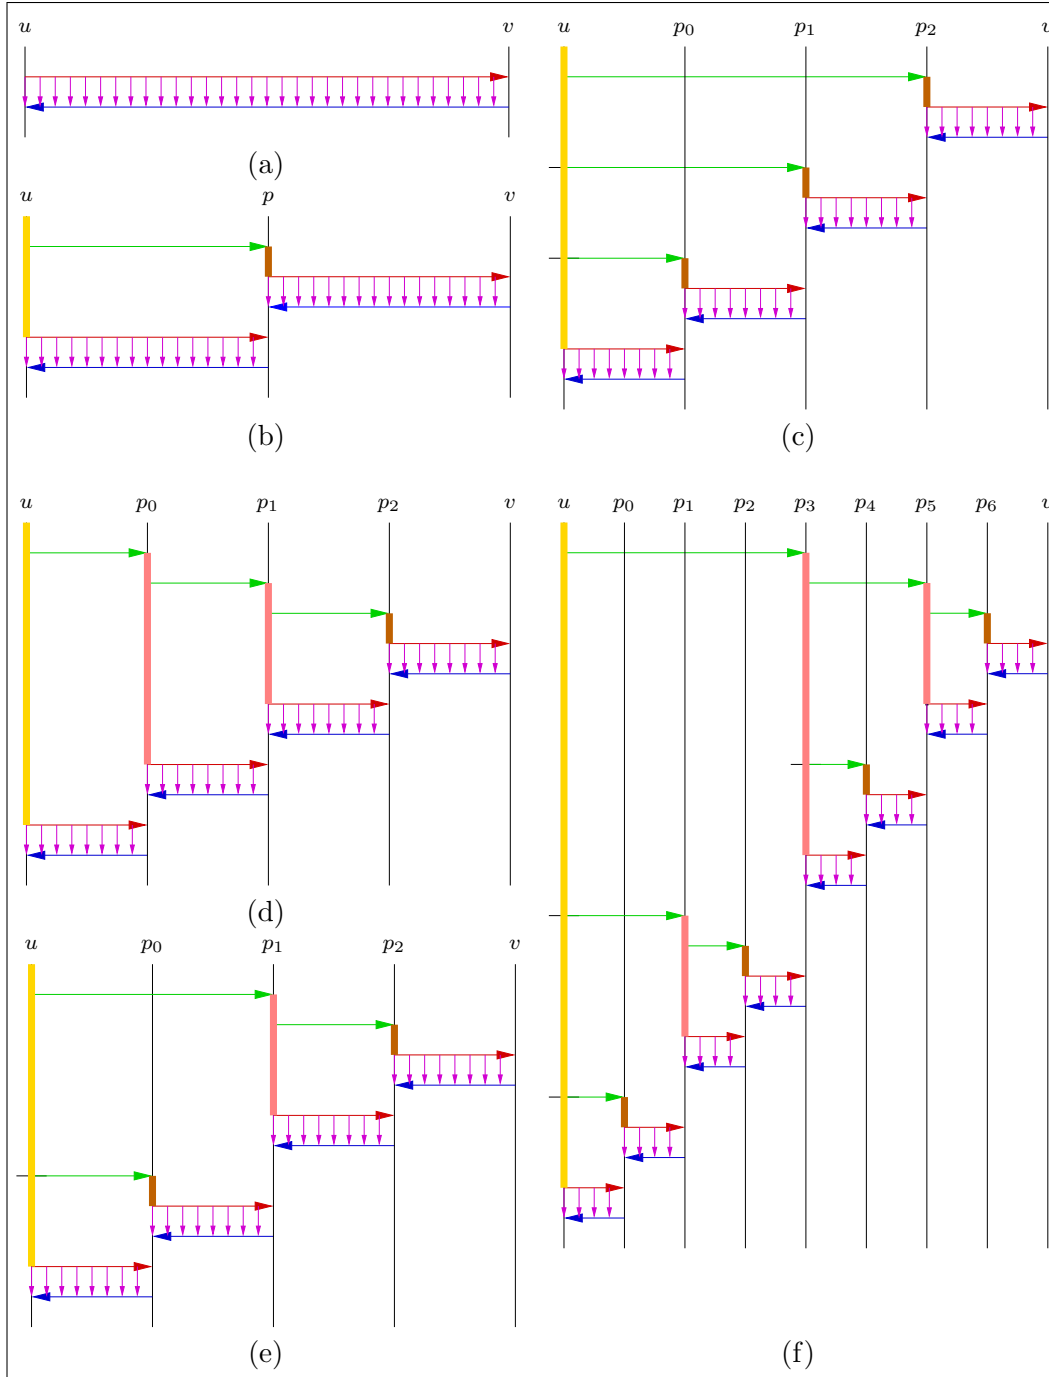 u v
(a)
u p v
(b)
u p0 p1 p2 v
(c)
u p0 p1 p2 v
(d)
u p0 p1 p2 v
(e)
u p0 p1 p2 p3 p4 p5 p6 v
(f)